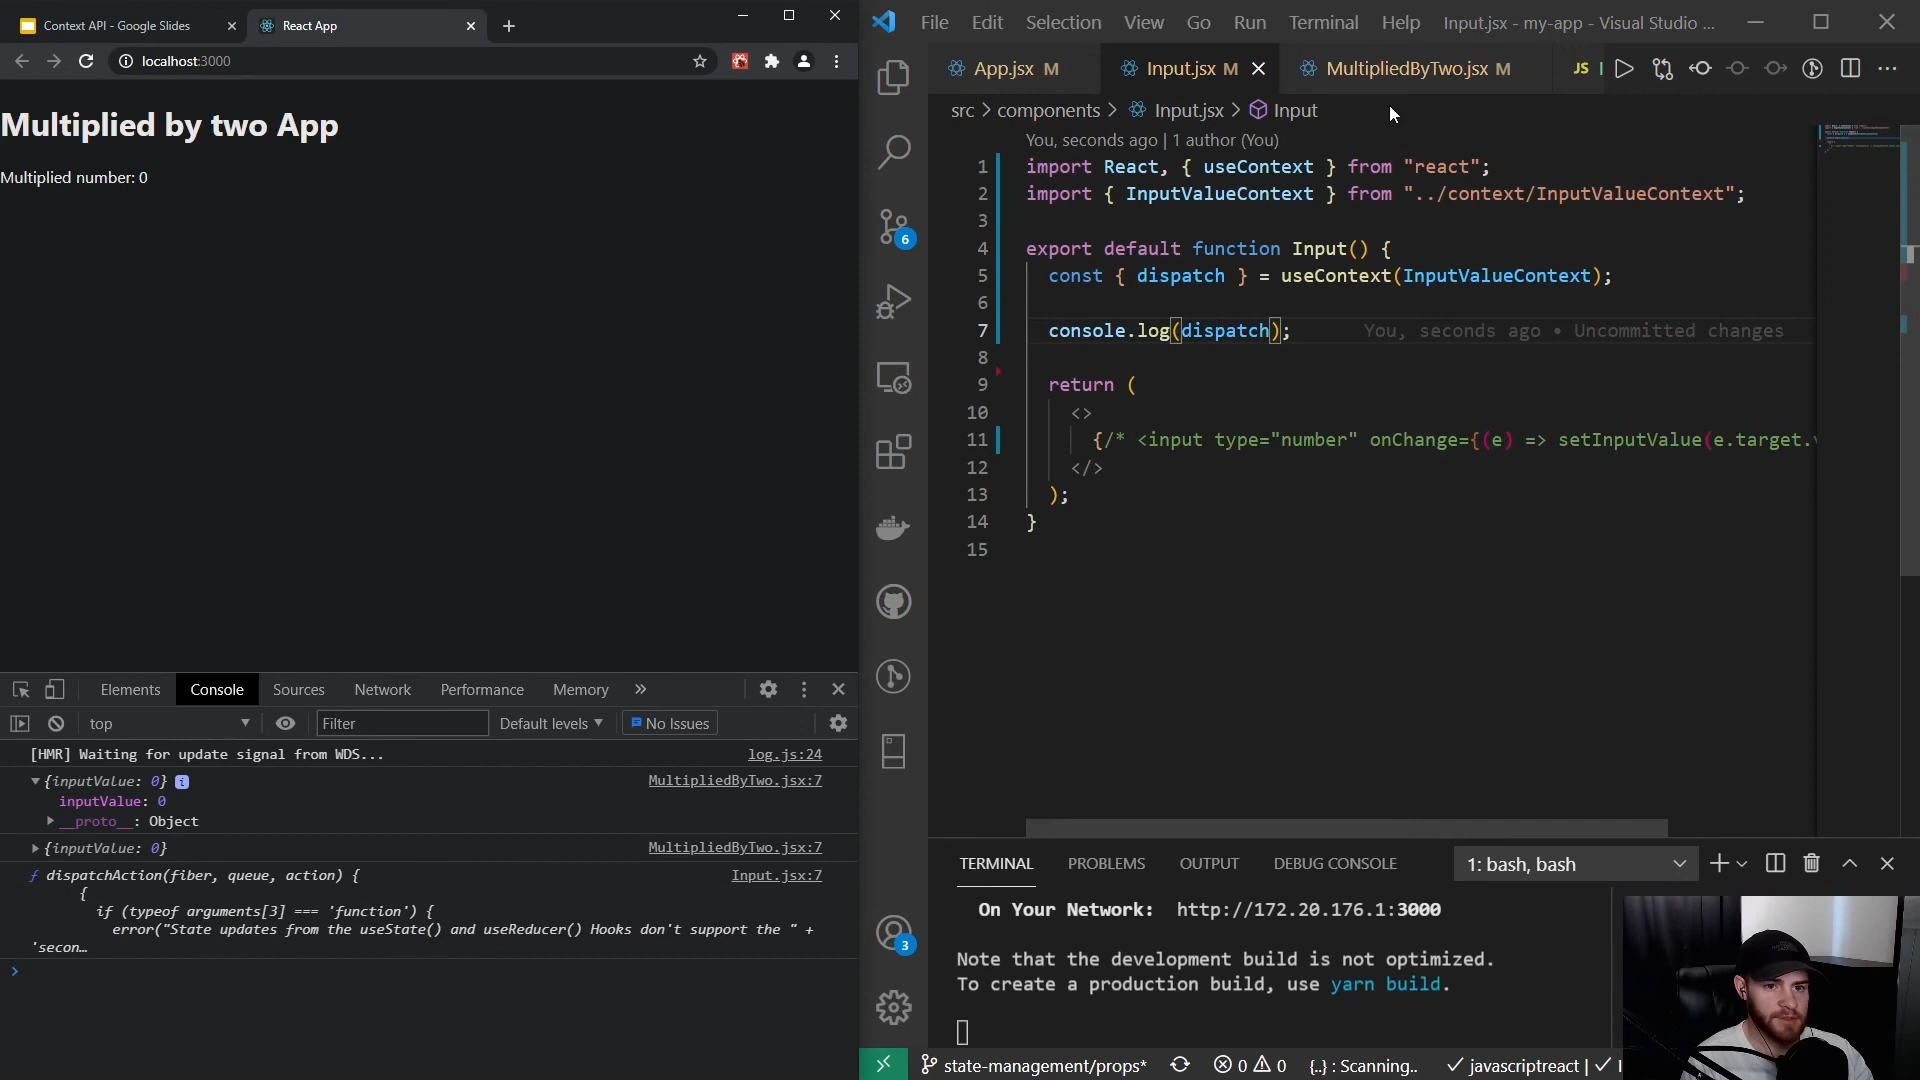 Context API - Google Slides
React App
localhost:3000
Multiplied by two App
Multiplied number: 0
Elements
Console
Sources
Network
Performance
Memory
top
Filter
Default levels
No Issues
[HMR] Waiting for update signal from WDS...
log.js:24
{inputValue: 0}
MultipliedByTwo.jsx:7
inputValue: 0
__proto__: Object
{inputValue: 0}
MultipliedByTwo.jsx:7
ƒ dispatchAction(fiber, queue, action) {
Input.jsx:7
{
if (typeof arguments[3] === 'function') {
error("State updates from the useState() and useReducer() Hooks don't support the " +
'secon…
File
Edit
Selection
View
Go
Run
Terminal
Help
Input.jsx - my-app - Visual Studio ...
App.jsx M
Input.jsx M
MultipliedByTwo.jsx M
JS
src > components > Input.jsx > Input
You, seconds ago | 1 author (You)
1 import React, { useContext } from "react";
2 import { InputValueContext } from "../context/InputValueContext";
3
4 export default function Input() {
5 const { dispatch } = useContext(InputValueContext);
6
7 console.log(dispatch); You, seconds ago • Uncommitted changes
8
9 return (
10 <>
11 {/* <input type="number" onChange={(e) => setInputValue(e.target.
12 </>
13 );
14 }
15
6
3
TERMINAL
PROBLEMS
OUTPUT
DEBUG CONSOLE
1: bash, bash
On Your Network: http://172.20.176.1:3000
Note that the development build is not optimized.
To create a production build, use yarn build.
state-management/props*
0
0
{..} : Scanning..
javascriptreact